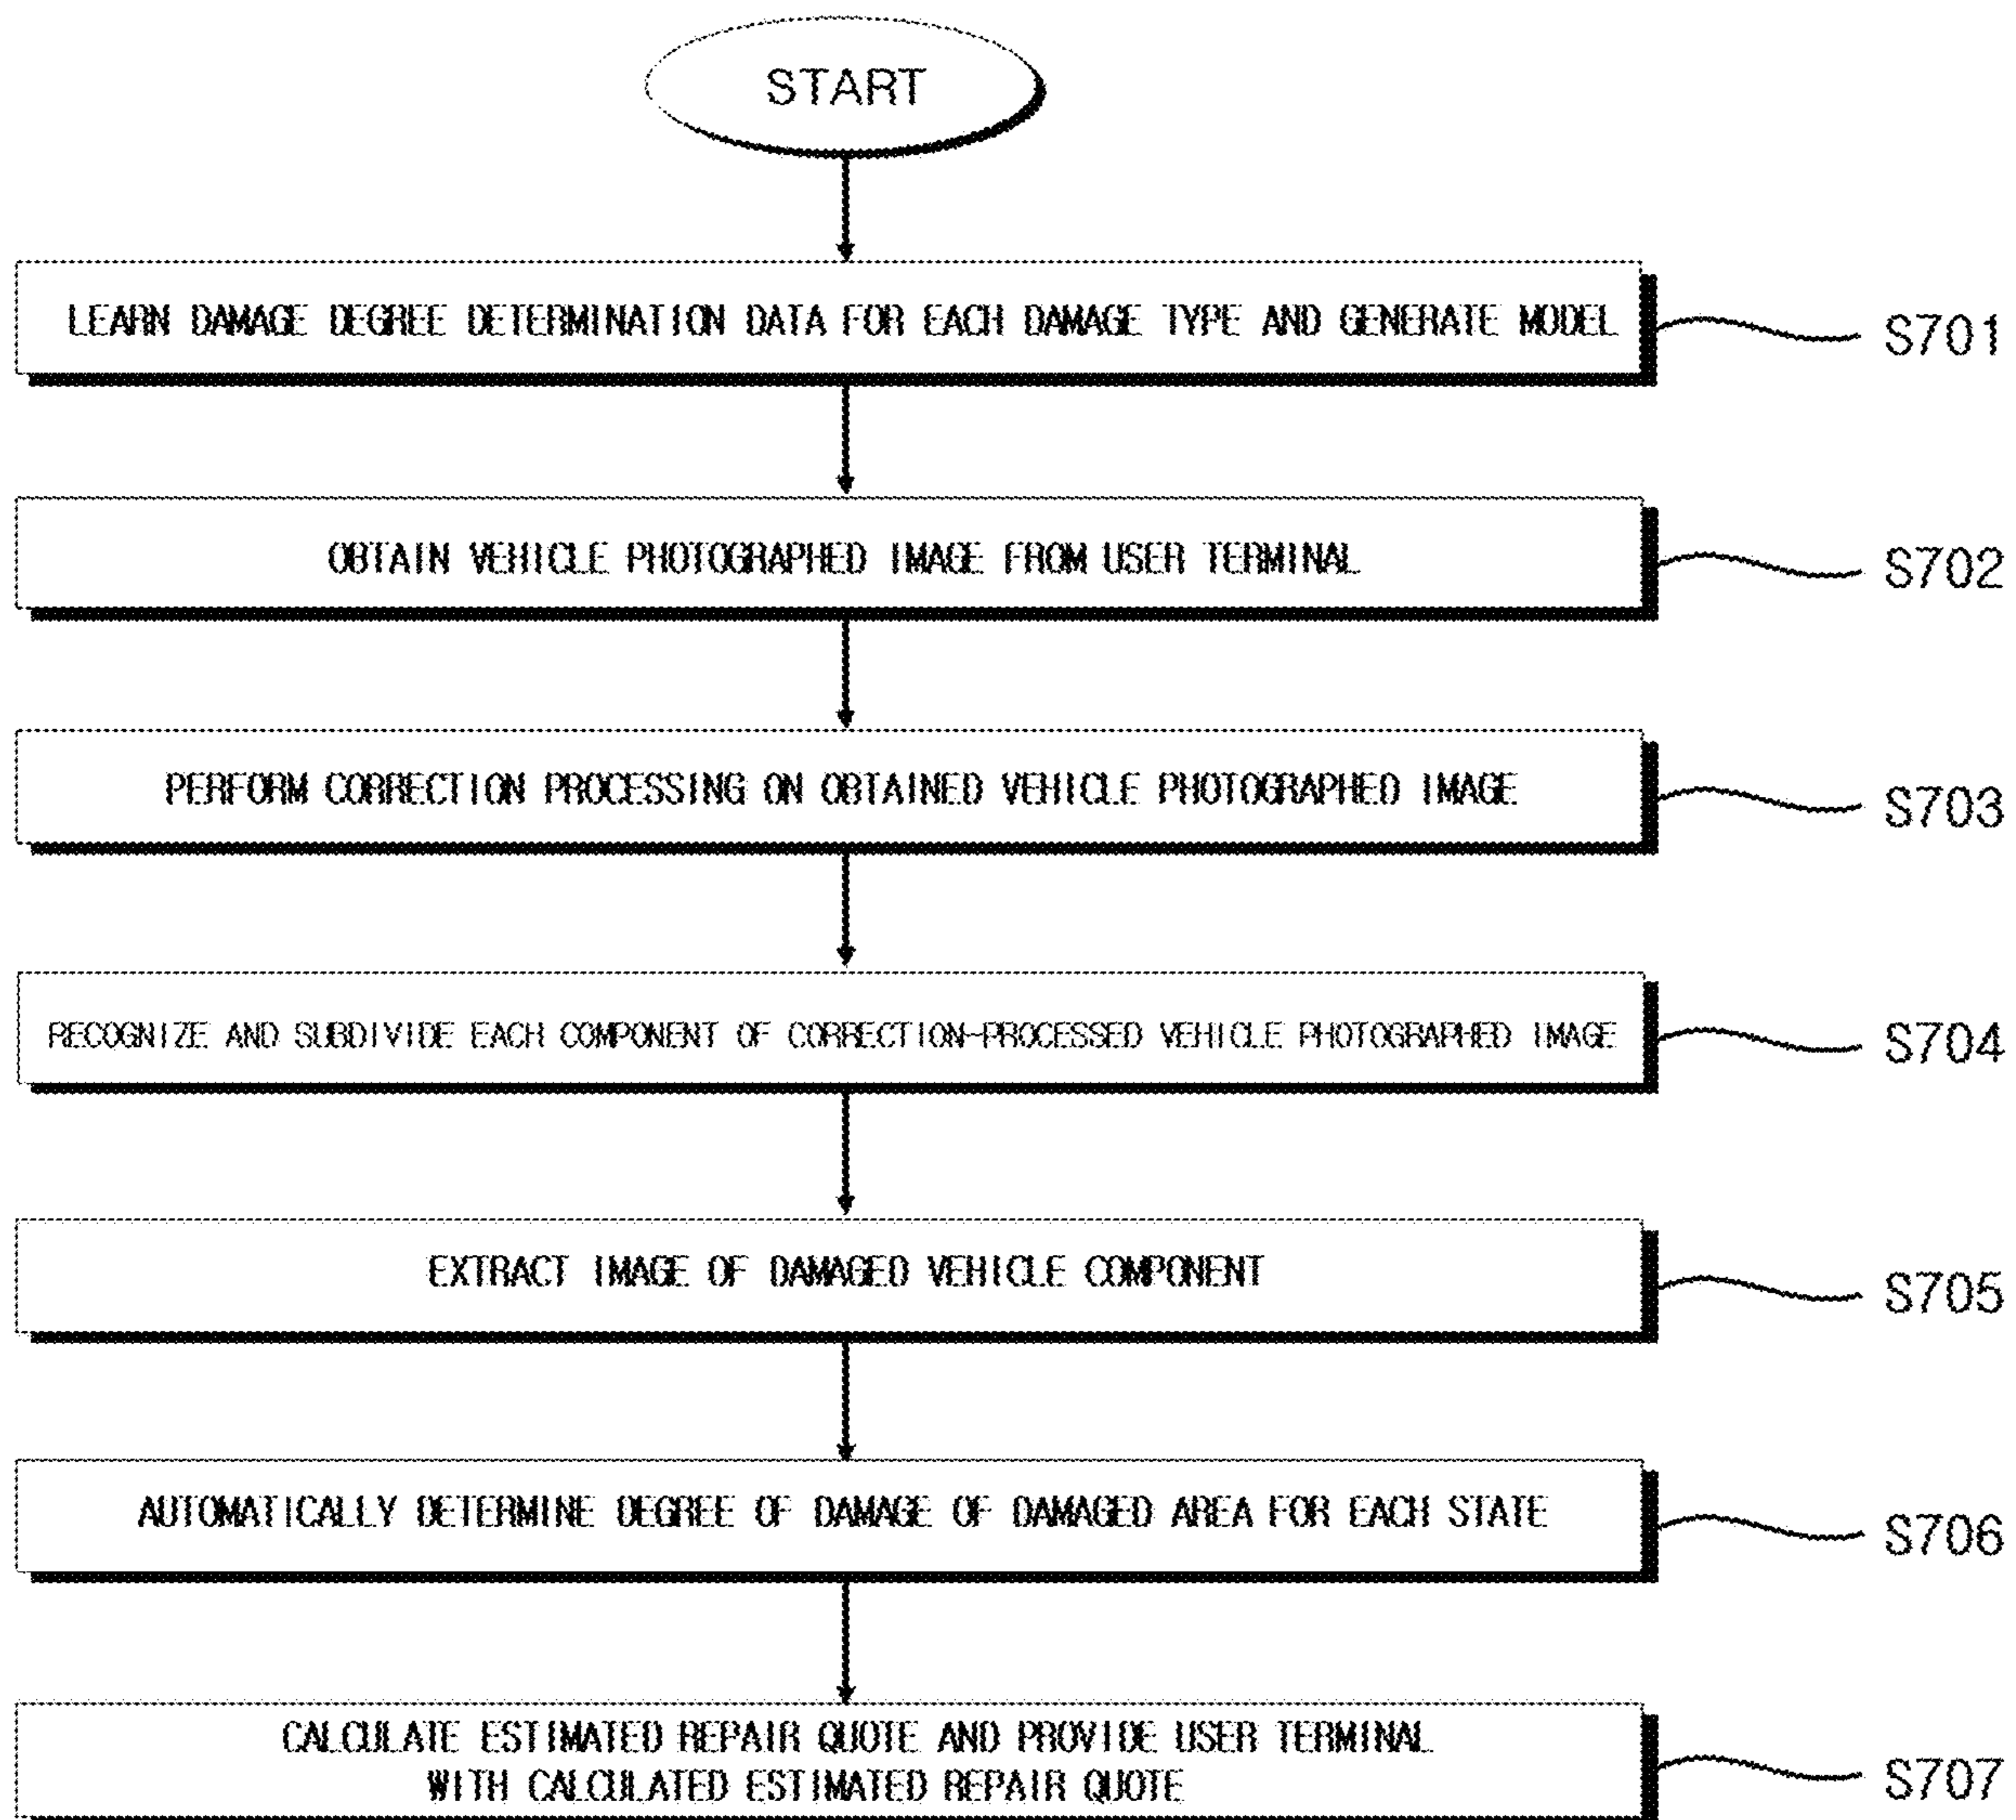 START
LEARN DAMAGE DEGREE DETERMINATION DATA FOR EACH DAMAGE TYPE AND GENERATE MODEL
S701
OBTAIN VEHICLE PHOTOGRAPHED IMAGE FROM USER TERMINAL
S702
PERFORM CORRECTION PROCESSING ON OBTAINED VEHICLE PHOTOGRAPHED IMAGE
S703
RECOGNIZE AND SUBDIVIDE EACH COMPONENT OF CORRECTION-PROCESSED VEHICLE PHOTOGRAPHED IMAGE
S704
EXTRACT IMAGE OF DAMAGED VEHICLE COMPONENT
S705
AUTOMATICALLY DETERMINE DEGREE OF DAMAGE OF DAMAGED AREA FOR EACH STATE
S706
CALCULATE ESTIMATED REPAIR QUOTE AND PROVIDE USER TERMINAL
WITH CALCULATED ESTIMATED REPAIR QUOTE
S707